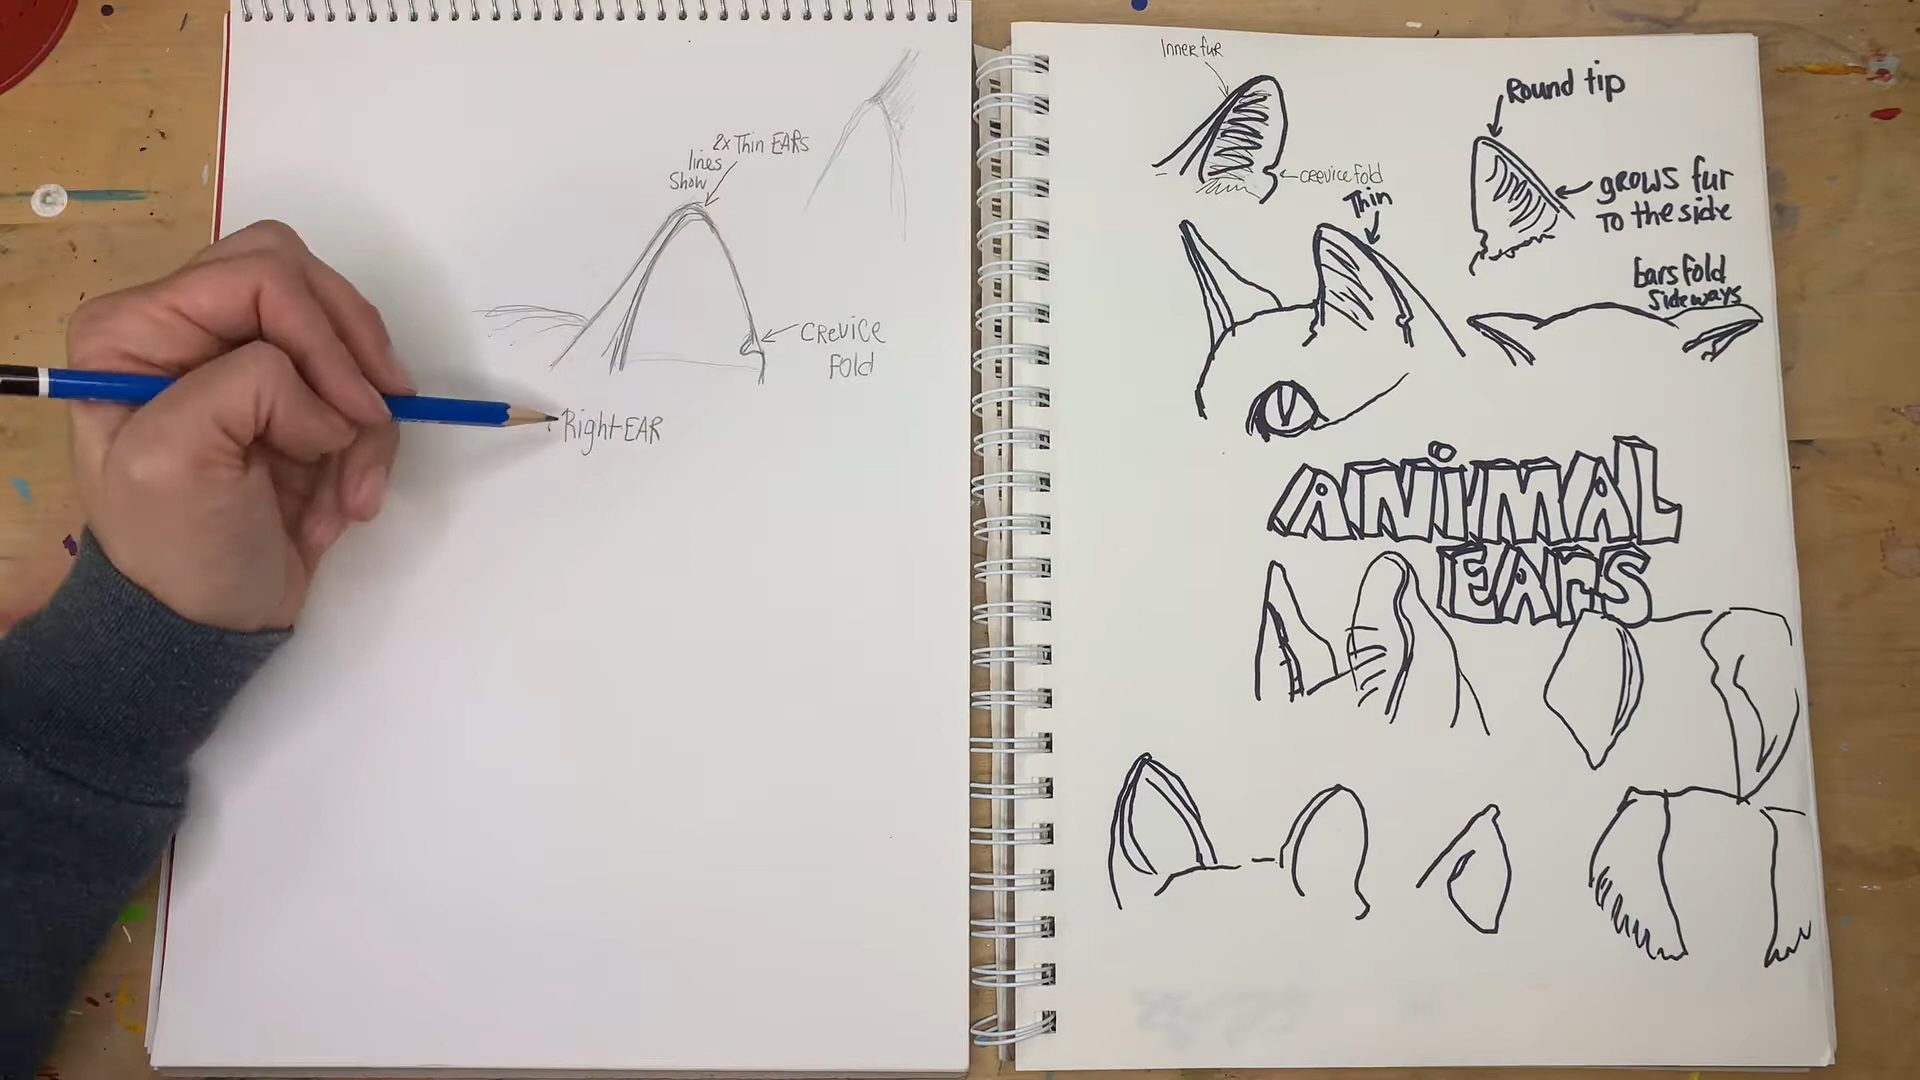 2x Thin EARs
lines
Show
CREVICE
FOld
Right EAR
Inner fur
Round tip
crevice fold
Thin
grows fur
To the side
Ears fold
Sideways
ANiMAL
EArS